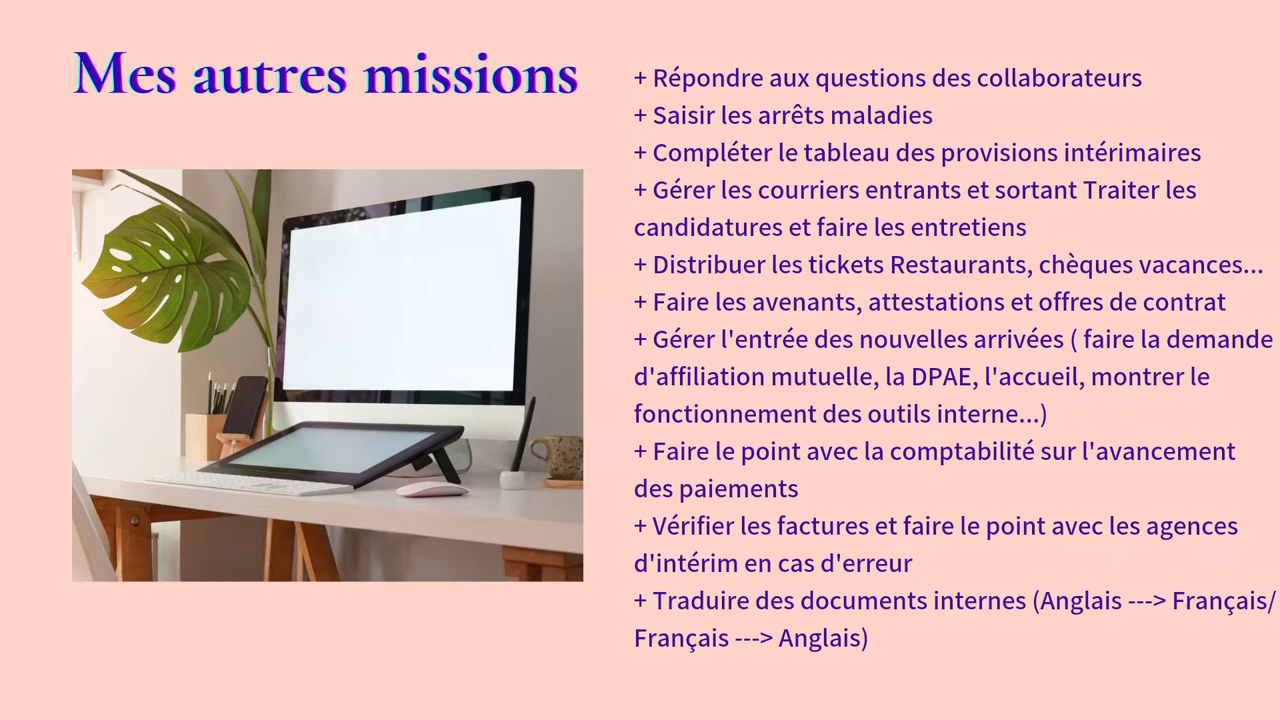 Mes autres missions
+ Répondre aux questions des collaborateurs
+ Saisir les arrêts maladies
+ Compléter le tableau des provisions intérimaires
+ Gérer les courriers entrants et sortant Traiter les
candidatures et faire les entretiens
+ Distribuer les tickets Restaurants, chèques vacances...
+ Faire les avenants, attestations et offres de contrat
+ Gérer l'entrée des nouvelles arrivées ( faire la demande
d'affiliation mutuelle, la DPAE, l'accueil, montrer le
fonctionnement des outils interne...)
+ Faire le point avec la comptabilité sur l'avancement
des paiements
+ Vérifier les factures et faire le point avec les agences
d'intérim en cas d'erreur
+ Traduire des documents internes (Anglais ---> Français/
Français ---> Anglais)